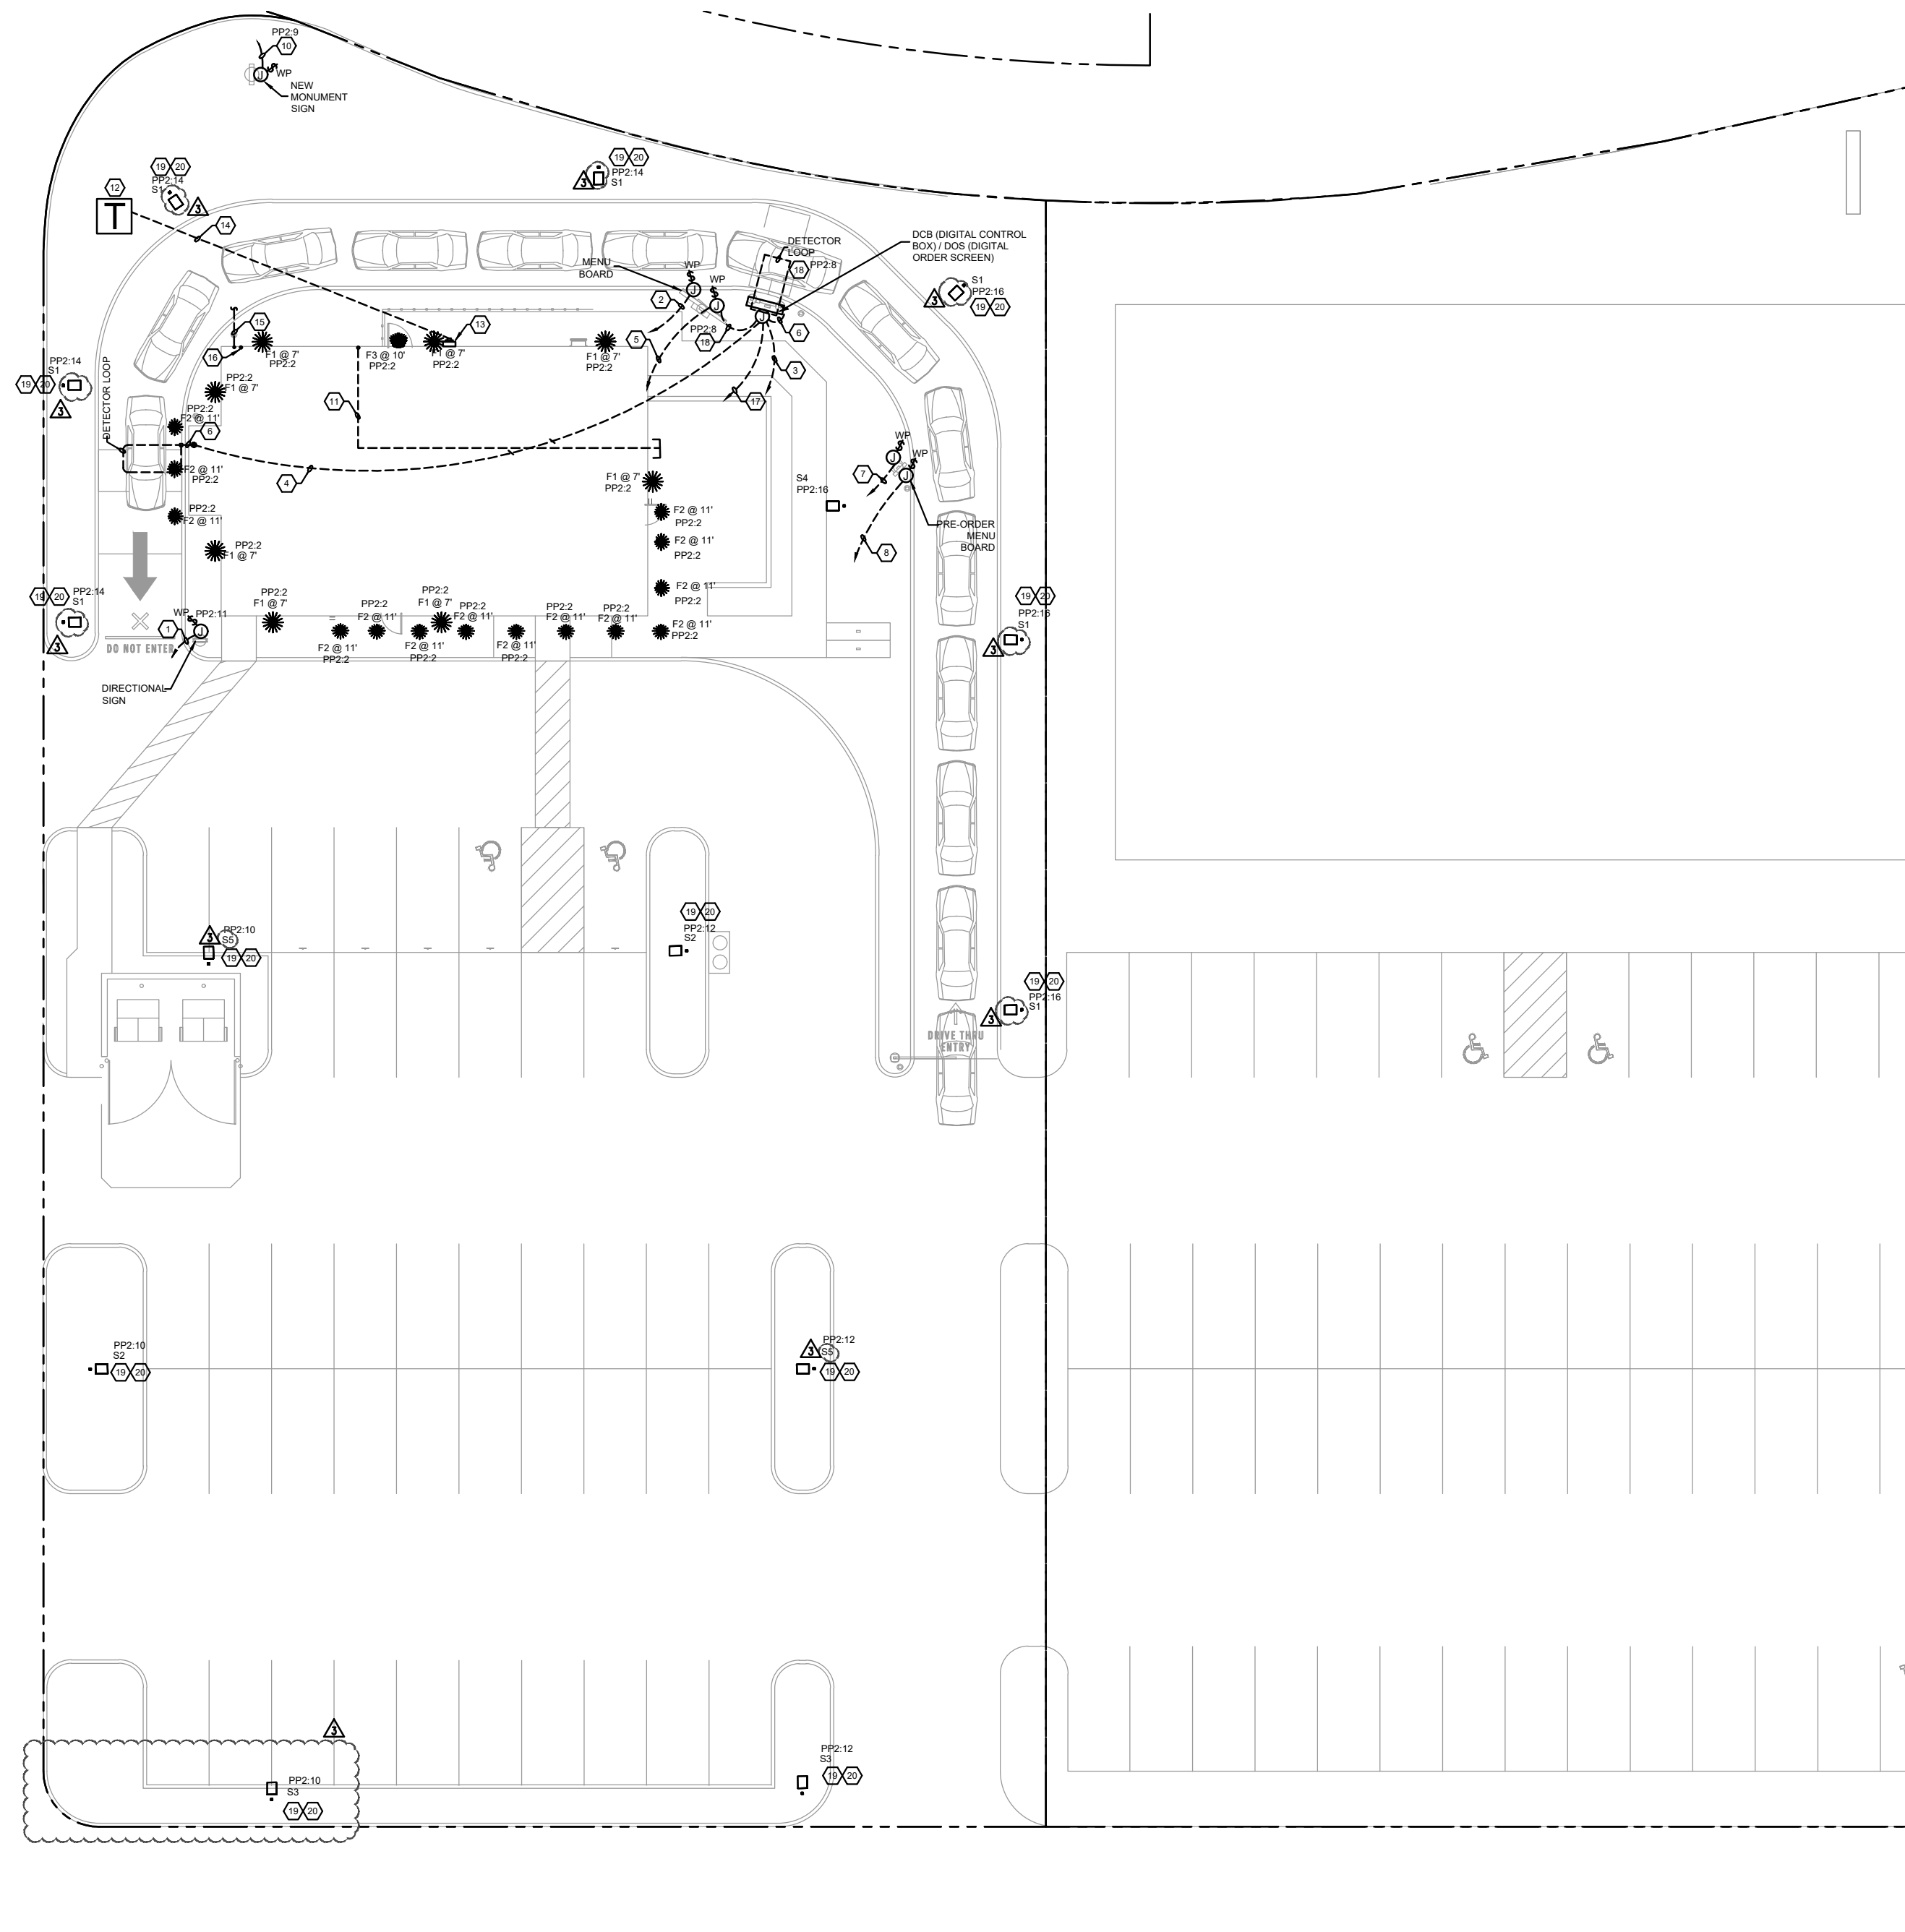 PP2:9
10
J
WP
NEW
MONUMENT
SIGN
19 20
PP2:14
S1
3
12
T
14
19 20
PP2:14
S1
3
DETECTOR
LOOP
18
PP2:8
DCB (DIGITAL CONTROL
BOX) / DOS (DIGITAL
ORDER SCREEN)
MENU
BOARD
WP
J
WP
J
2
5
PP2:8
18
J
6
3
17
S1
PP2:16
3
19 20
15
16
13
F1 @ 7'
PP2:2
F3 @ 10'
PP2:2
F1 @ 7'
PP2:2
F1 @ 7'
PP2:2
PP2:14
S1
19 20
3
DETECTOR LOOP
PP2:2
F1 @ 7'
PP2:2
F2 @ 11'
6
F2 @ 11'
PP2:2
11
4
PP2:2
F2 @ 11'
PP2:2
F1 @ 7'
WP
J
WP
J
7
8
PRE-ORDER
MENU
BOARD
S4
PP2:16
F1 @ 7'
PP2:2
F2 @ 11'
PP2:2
F2 @ 11'
PP2:2
F2 @ 11'
PP2:2
F2 @ 11'
PP2:2
19 20
PP2:14
S1
3
WP
PP2:11
1
J
DO NOT ENTER
DIRECTIONAL
SIGN
PP2:2
F1 @ 7'
F2 @ 11'
PP2:2
PP2:2
F2 @ 11'
PP2:2
F1 @ 7'
F2 @ 11'
PP2:2
PP2:2
F2 @ 11'
F2 @ 11'
PP2:2
PP2:2
F2 @ 11'
PP2:2
F2 @ 11'
19 20
PP2:16
S1
3
3
PP2:10
S5
19 20
19 20
PP2:12
S2
19 20
PP2:16
S1
3
DRIVE THRU
ENTRY
PP2:10
S2
19 20
PP2:12
3
S5
19 20
3
PP2:10
S3
19 20
PP2:12
S3
19 20